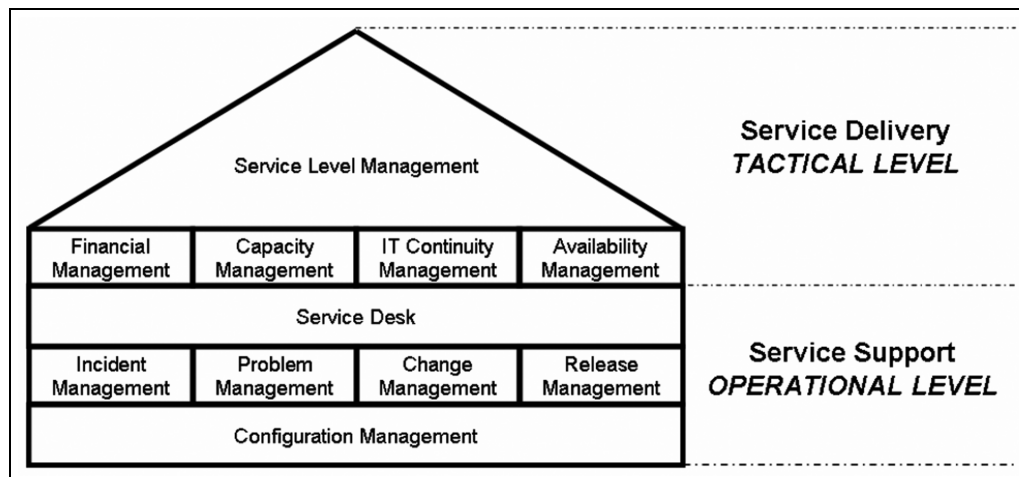 Service Delivery
TACTICAL LEVEL
Service Level Management
Financial
Management
Capacity
Management
IT Continuity
Management
Availability
Management
Service Desk
Service Support
OPERATIONAL LEVEL
Incident
Management
Problem
Management
Change
Management
Release
Management
Configuration Management